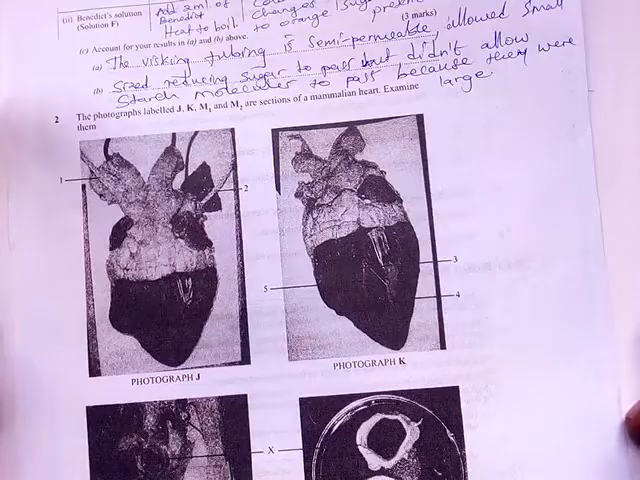 (ii) Benedict's solution
(Solution F)
Add 2ml of
Benedict
Heat to boil
changes
to orange
sugar
present
(3 marks)
(c) Account for your results in (a) and (b) above.
(a) The visking tubing is semi-permeable, allowed small
(b) sized reducing sugar to pass but didn't allow
Starch molecules to pass because they were
large
2 The photographs labelled J, K, M₁ and M₂ are sections of a mammalian heart. Examine
them
1
2
3
4
5
PHOTOGRAPH J
PHOTOGRAPH K
X